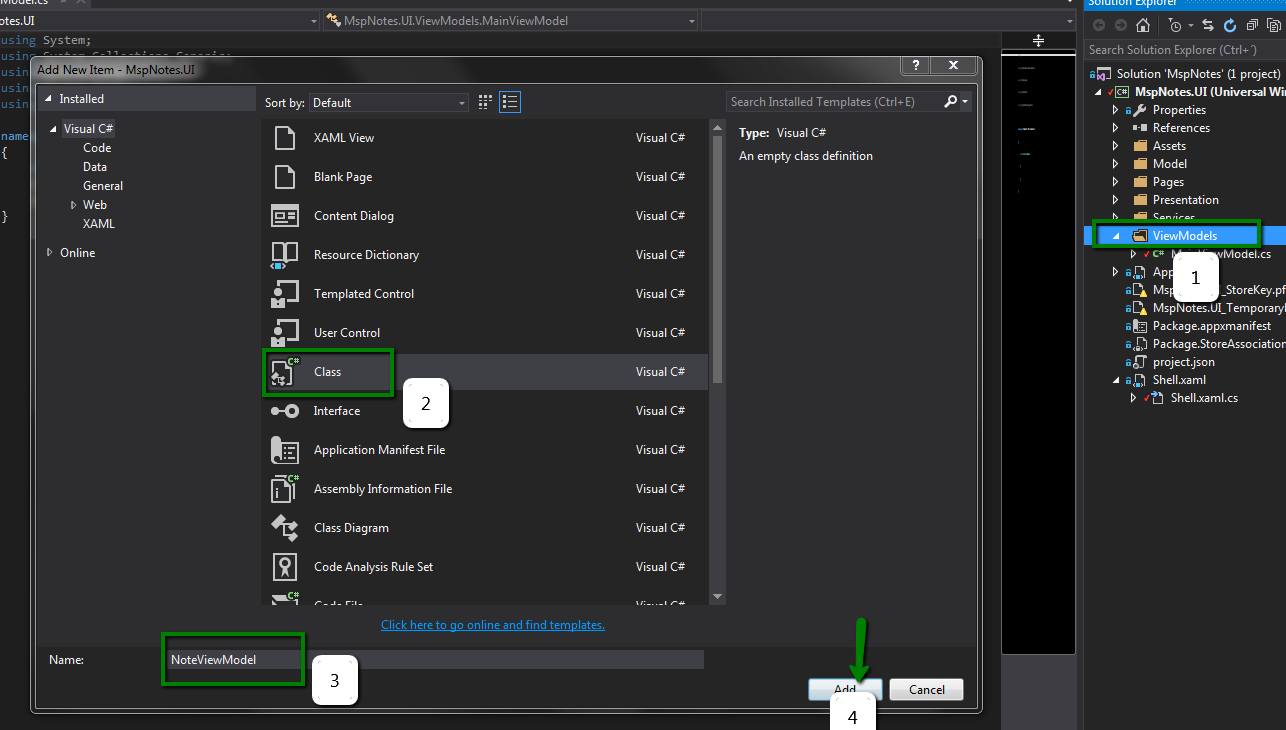 Model.cs
otes.UI
MspNotes.UI.ViewModels.MainViewModel
using System;
using System.Collections.Generic;
using
using
using
name
{
}
Add New Item - MspNotes.UI
?
X
Installed
Visual C#
Code
Data
General
Web
XAML
Online
Sort by: Default
Search Installed Templates (Ctrl+E)
XAML View Visual C#
Blank Page Visual C#
Content Dialog Visual C#
Resource Dictionary Visual C#
Templated Control Visual C#
User Control Visual C#
Class Visual C#
2
Interface Visual C#
Application Manifest File Visual C#
Assembly Information File Visual C#
Class Diagram Visual C#
Code Analysis Rule Set Visual C#
Code File Visual C#
Type: Visual C#
An empty class definition
Click here to go online and find templates.
Name: NoteViewModel
3
Add
Cancel
4
Solution Explorer
Search Solution Explorer (Ctrl+¨)
Solution 'MspNotes' (1 project)
MspNotes.UI (Universal Wi
Properties
References
Assets
Model
Pages
Presentation
Services
ViewModels
C# MainViewModel.cs
1
App
Msp UI_StoreKey.pf
MspNotes.UI_Temporary
Package.appxmanifest
Package.StoreAssociation
project.json
Shell.xaml
Shell.xaml.cs